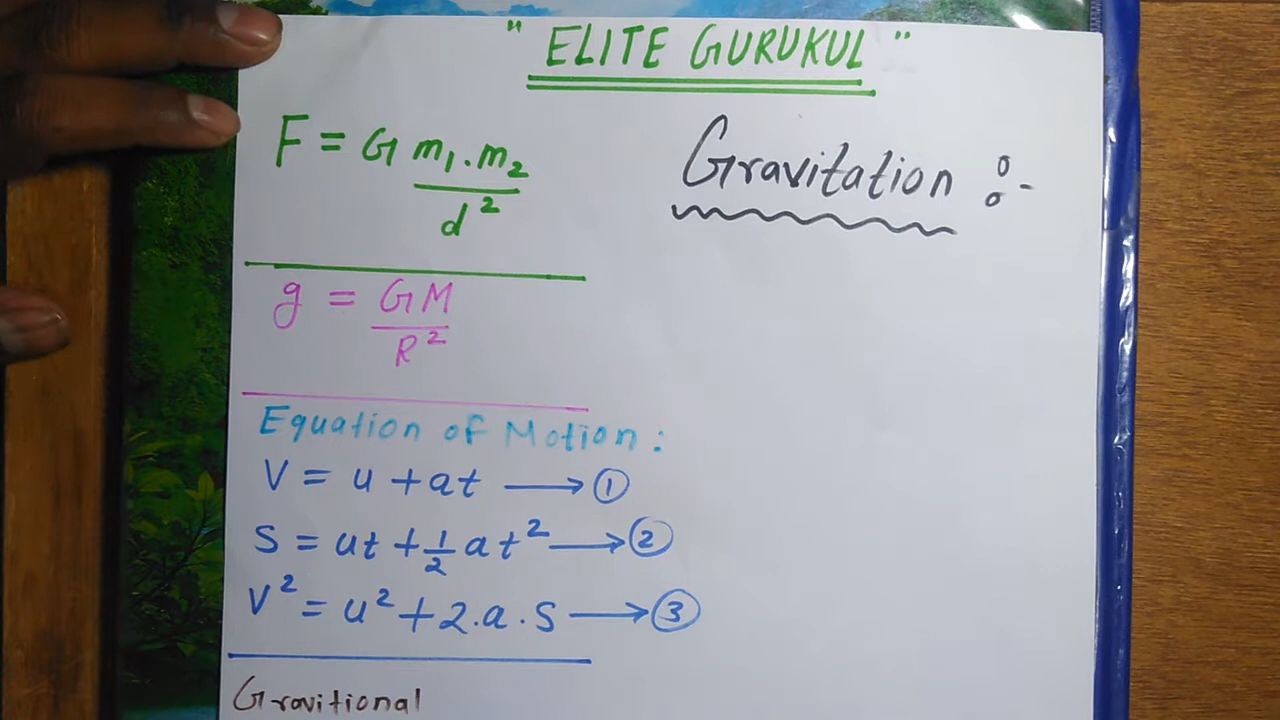 " ELITE GURUKUL "
Gravitation :-
F = G m₁.m₂ / d²
g = GM / R²
Equation of Motion :
V = u + at ⟶ ①
S = ut + 1/2 at² ⟶ ②
V² = u² + 2.a.S ⟶ ③
Gravitional